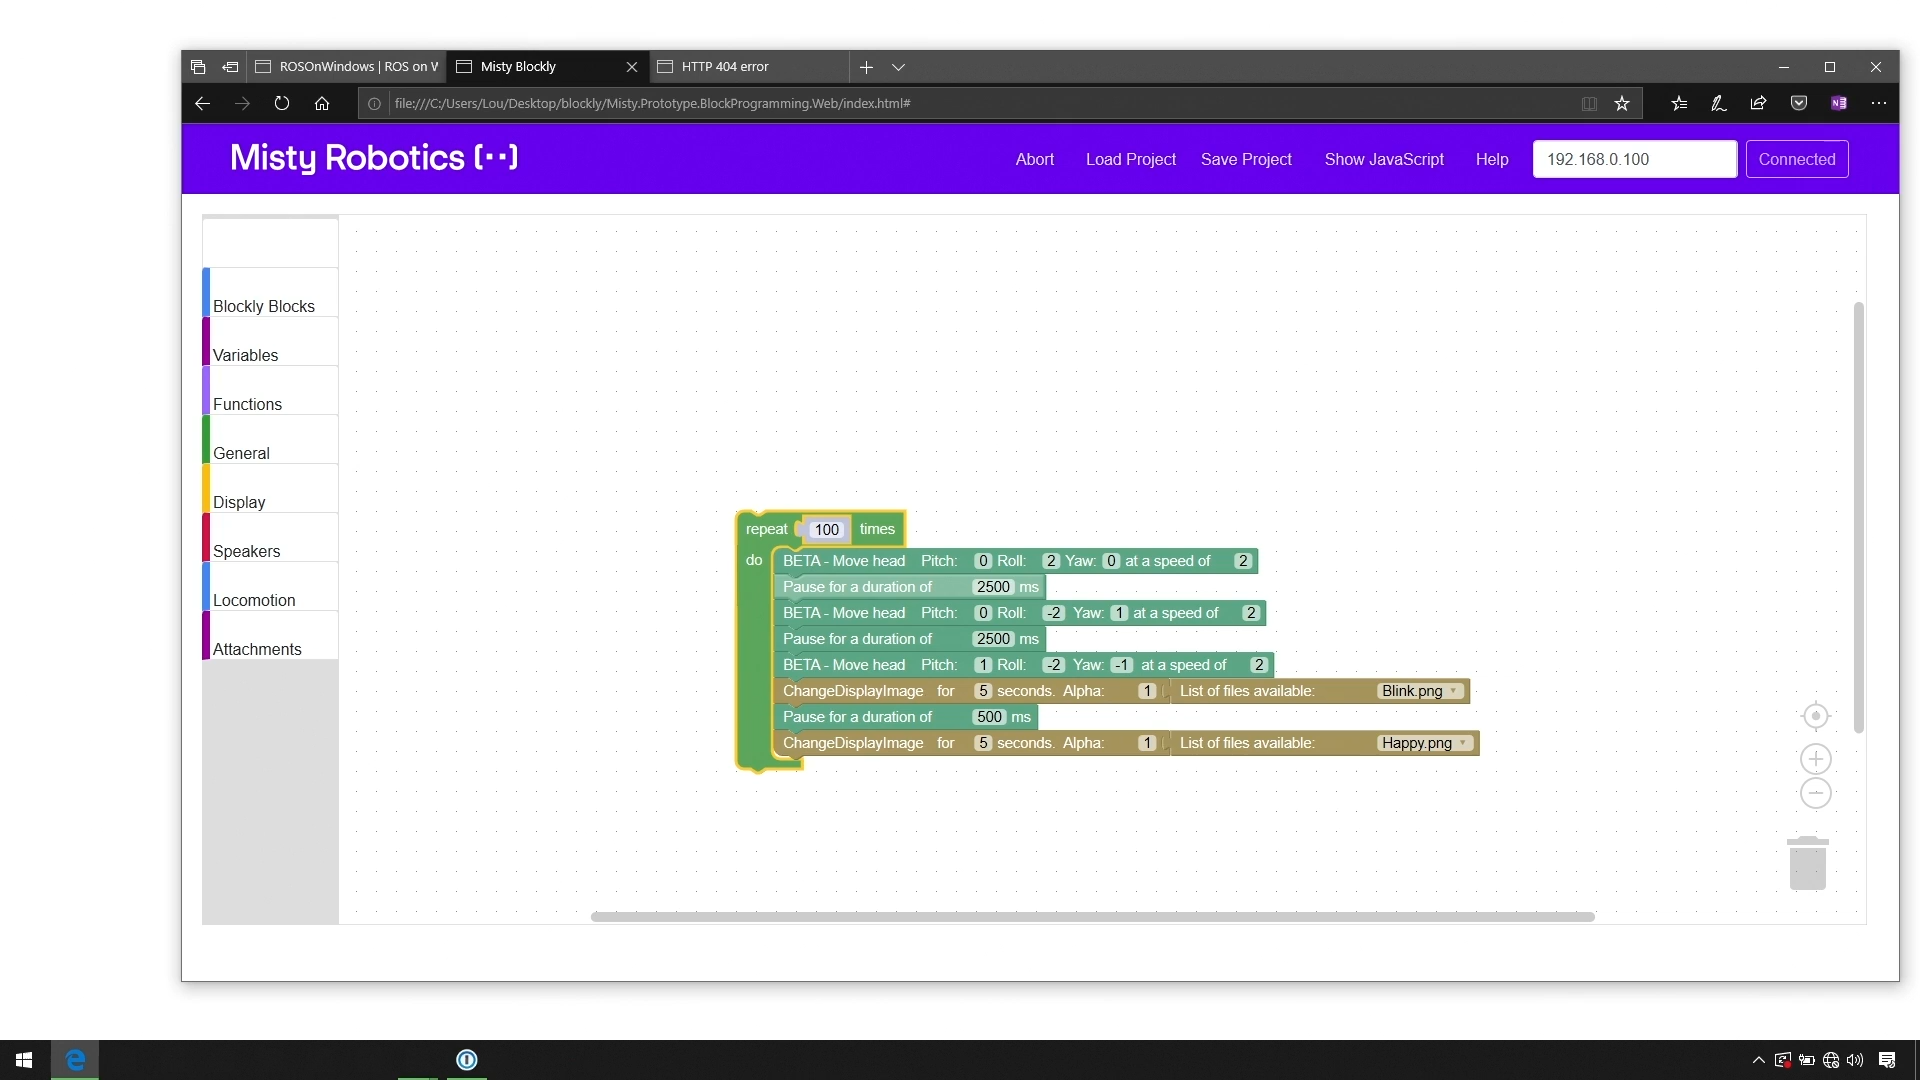 ROSOnWindows | ROS on W
Misty Blockly
HTTP 404 error
file:///C:/Users/Lou/Desktop/blockly/Misty.Prototype.BlockProgramming.Web/index.html#
Misty Robotics [··]
Abort
Load Project
Save Project
Show JavaScript
Help
192.168.0.100
Connected
Blockly Blocks
Variables
Functions
General
Display
Speakers
Locomotion
Attachments
repeat 100 times
do BETA - Move head Pitch: 0 Roll: 2 Yaw: 0 at a speed of 2
Pause for a duration of 2500 ms
BETA - Move head Pitch: 0 Roll: -2 Yaw: 1 at a speed of 2
Pause for a duration of 2500 ms
BETA - Move head Pitch: 1 Roll: -2 Yaw: -1 at a speed of 2
ChangeDisplayImage for 5 seconds. Alpha: 1 List of files available: Blink.png
Pause for a duration of 500 ms
ChangeDisplayImage for 5 seconds. Alpha: 1 List of files available: Happy.png